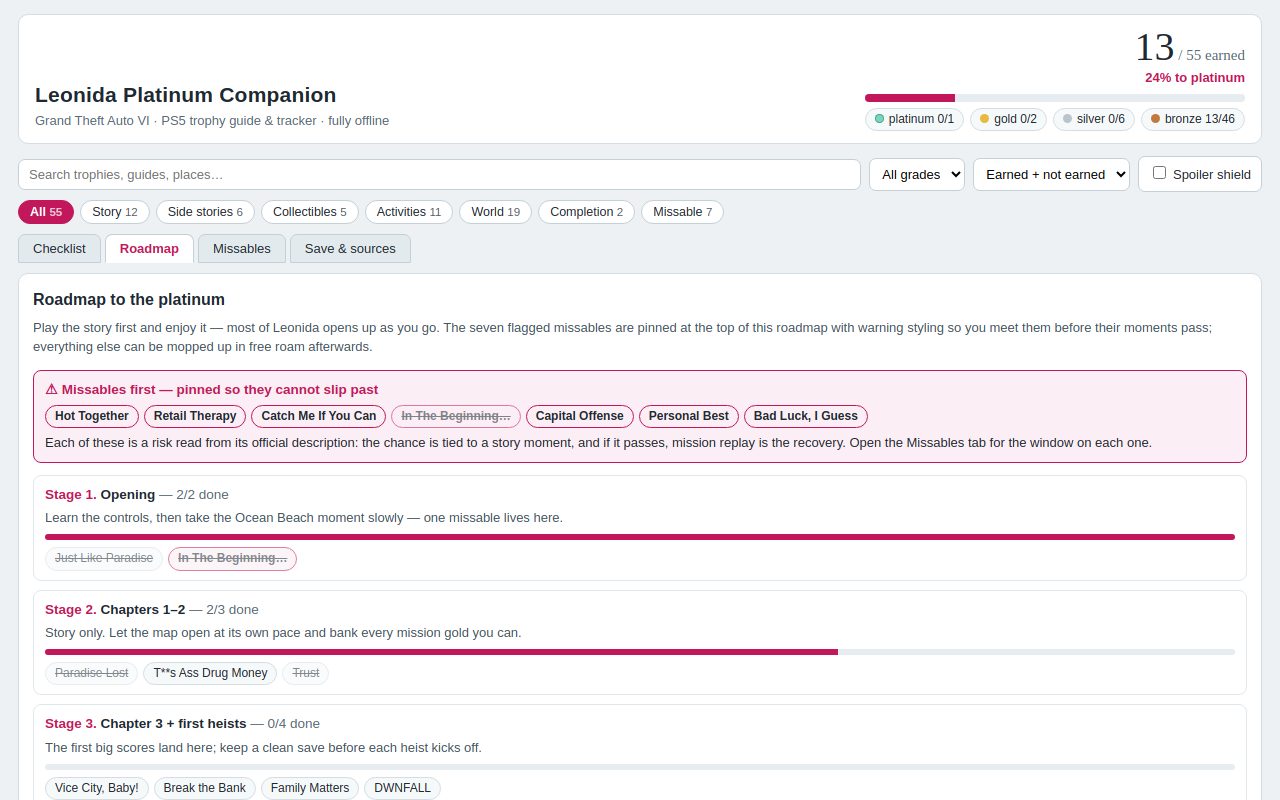 13 / 55 earned
24% to platinum
Leonida Platinum Companion
Grand Theft Auto VI · PS5 trophy guide & tracker · fully offline
platinum 0/1 gold 0/2 silver 0/6 bronze 13/46
Search trophies, guides, places…
All grades
Earned + not earned
Spoiler shield
All 55 Story 12 Side stories 6 Collectibles 5 Activities 11 World 19 Completion 2 Missable 7
Checklist Roadmap Missables Save & sources
Roadmap to the platinum
Play the story first and enjoy it — most of Leonida opens up as you go. The seven flagged missables are pinned at the top of this roadmap with warning styling so you meet them before their moments pass;
everything else can be mopped up in free roam afterwards.
⚠ Missables first — pinned so they cannot slip past
Hot Together Retail Therapy Catch Me If You Can In The Beginning… Capital Offense Personal Best Bad Luck, I Guess
Each of these is a risk read from its official description: the chance is tied to a story moment, and if it passes, mission replay is the recovery. Open the Missables tab for the window on each one.
Stage 1. Opening — 2/2 done
Learn the controls, then take the Ocean Beach moment slowly — one missable lives here.
Just Like Paradise In The Beginning…
Stage 2. Chapters 1–2 — 2/3 done
Story only. Let the map open at its own pace and bank every mission gold you can.
Paradise Lost T**s Ass Drug Money Trust
Stage 3. Chapter 3 + first heists — 0/4 done
The first big scores land here; keep a clean save before each heist kicks off.
Vice City, Baby! Break the Bank Family Matters DWNFALL